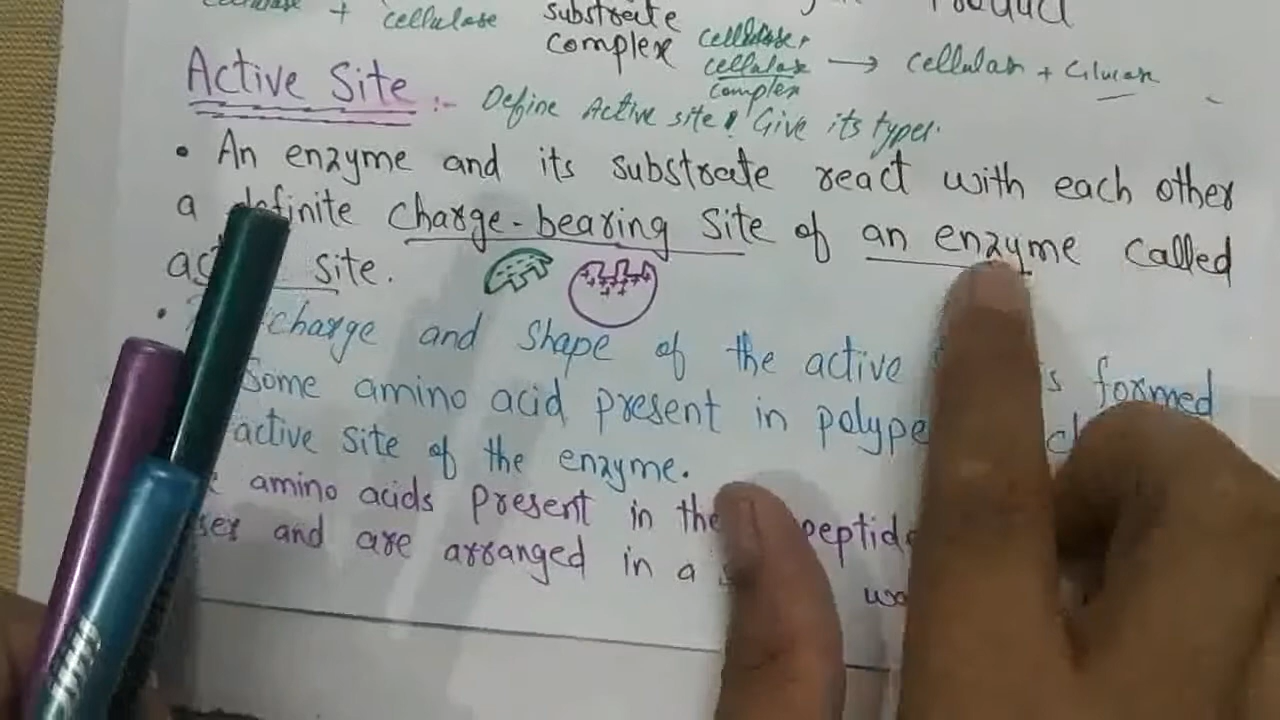 + cellulase substrate Product
complex cellulose,
cellulase → cellulase + Glucose
complex
Active Site :- Define Active site! Give its types.
• An enzyme and its substrate react with each other
a definite charge-bearing site of an enzyme called
site.
• charge and shape of the active is formed
Some amino acid present in
active site of the enzyme.
amino acids present in the
and are arranged in a